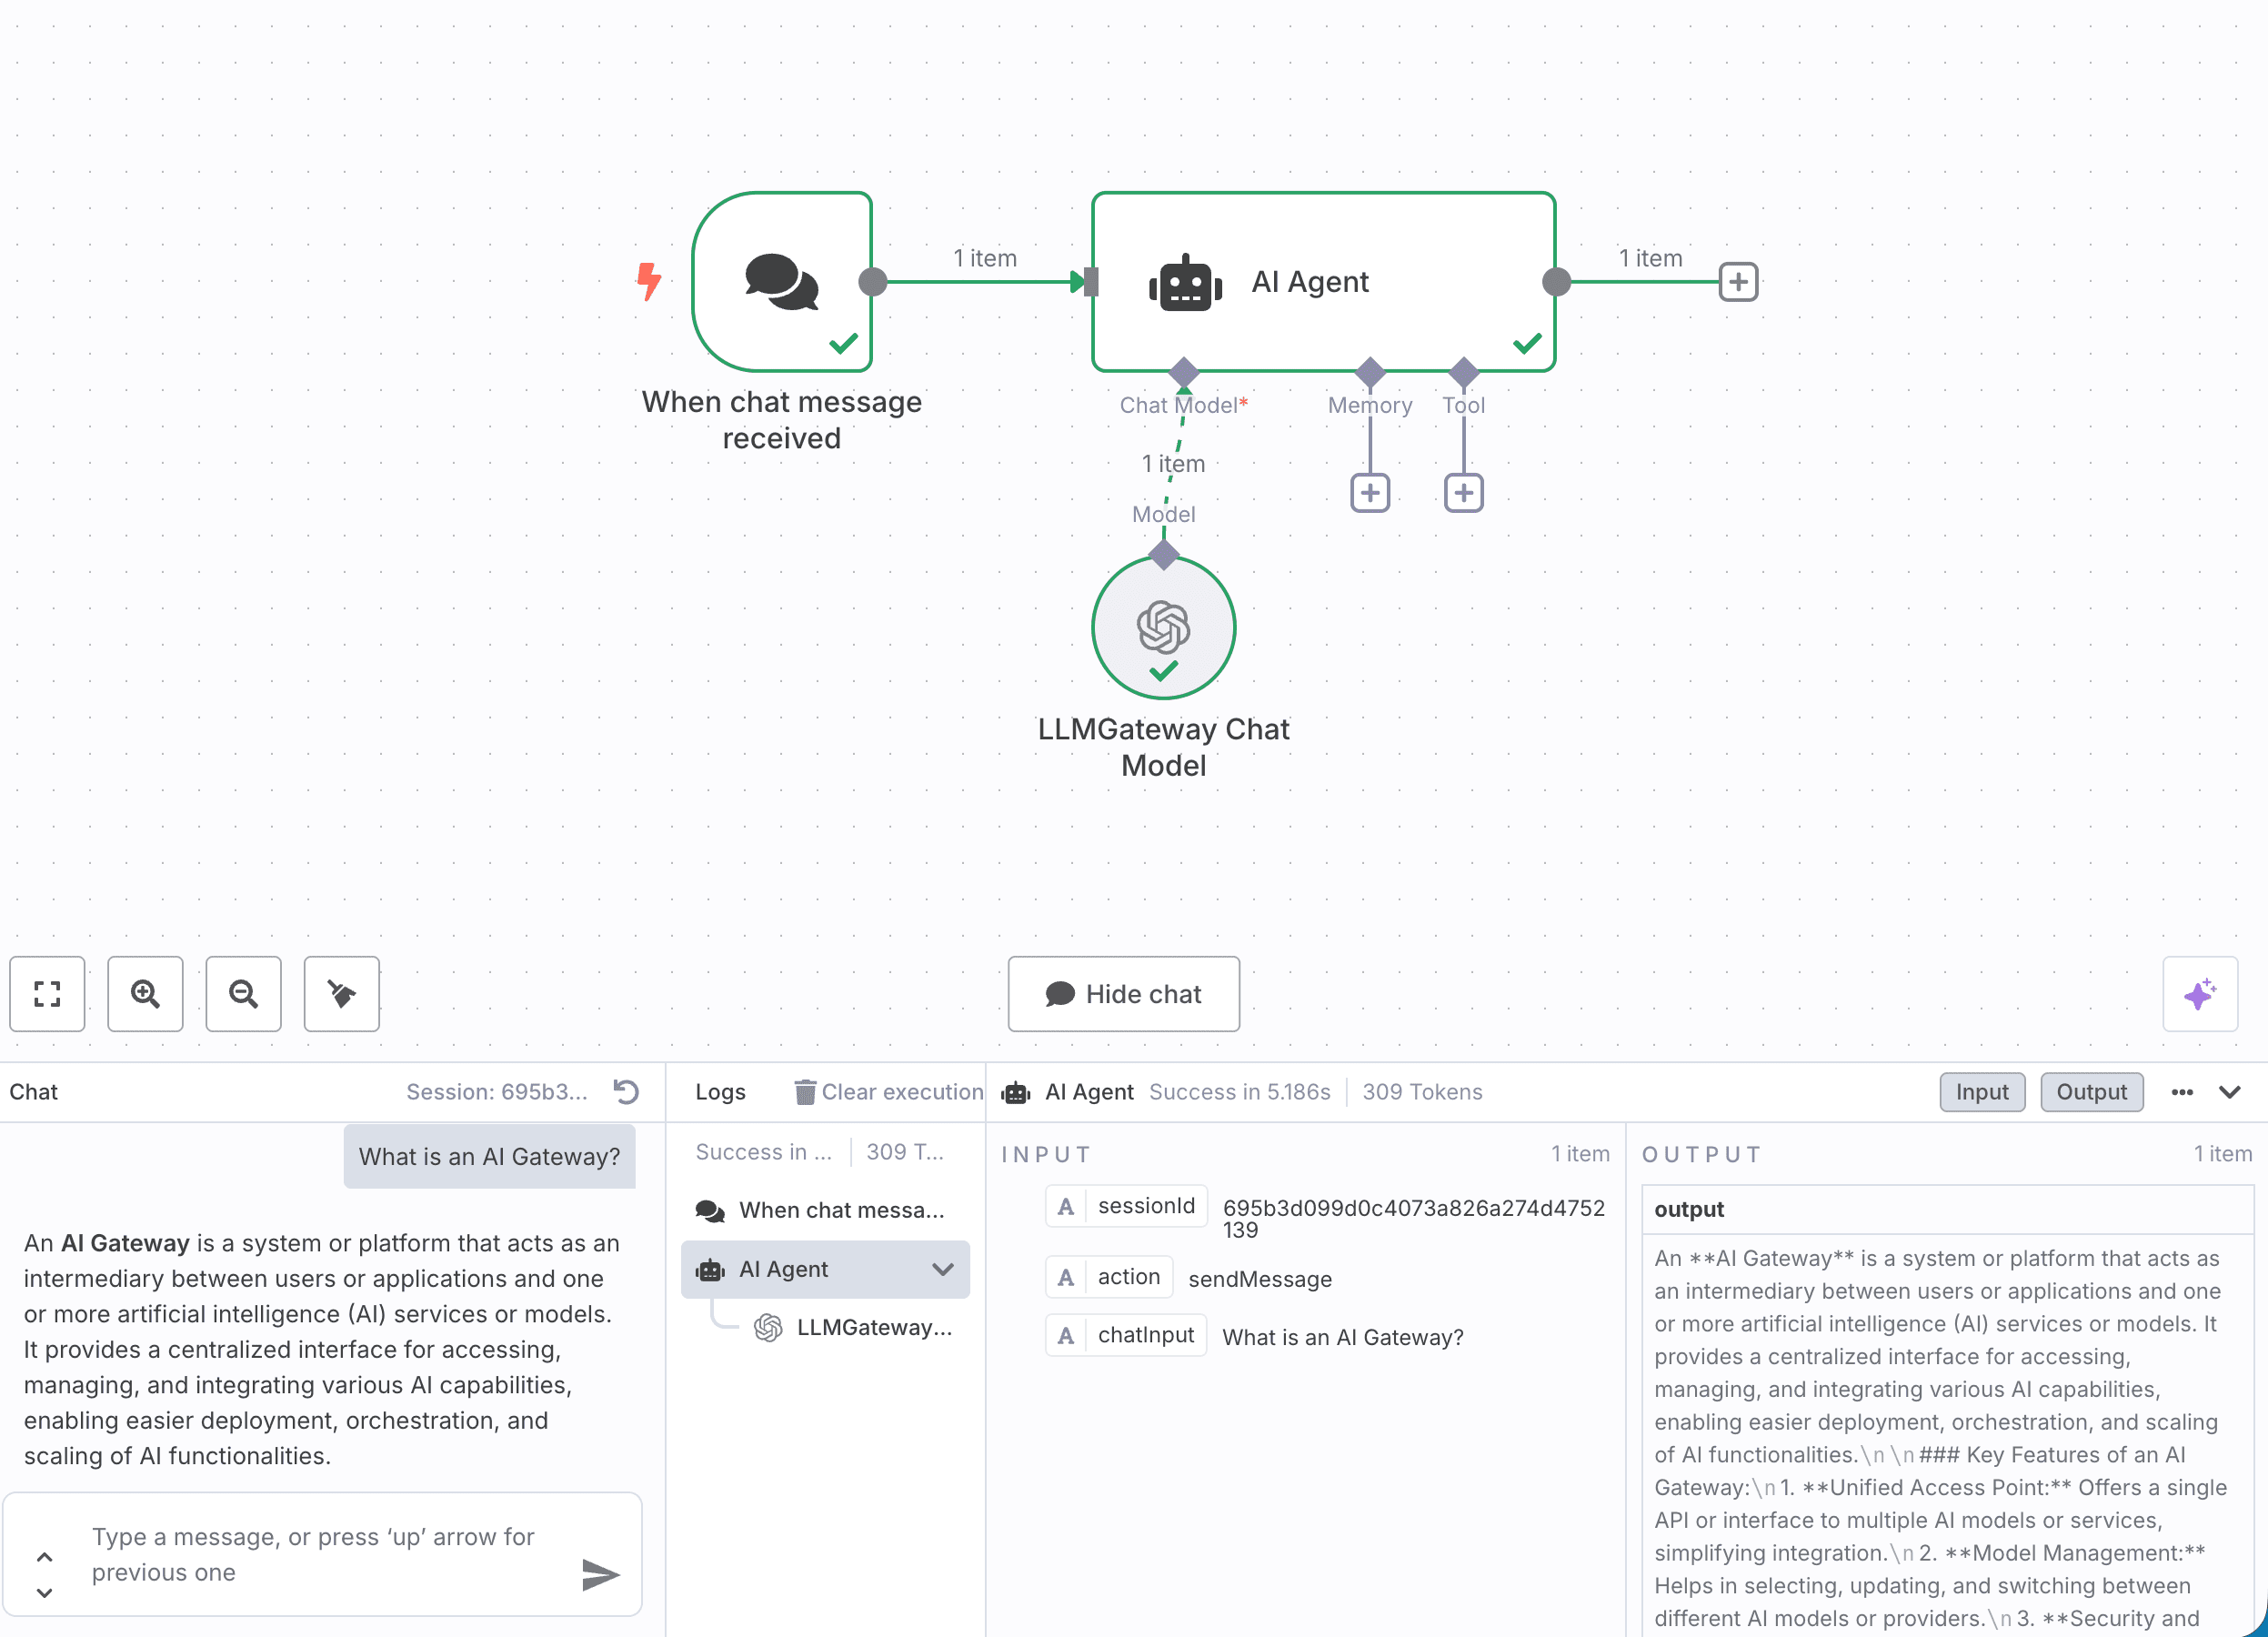 1 item
1 item
AI Agent
When chat message
received
Chat Model*
Memory
Tool
1 item
Model
LLMGateway Chat
Model
Hide chat
Chat
Session: 695b3...
Logs
Clear execution
AI Agent
Success in 5.186s
309 Tokens
Input
Output
What is an AI Gateway?
An AI Gateway is a system or platform that acts as an
intermediary between users or applications and one
or more artificial intelligence (AI) services or models.
It provides a centralized interface for accessing,
managing, and integrating various AI capabilities,
enabling easier deployment, orchestration, and
scaling of AI functionalities.
Type a message, or press ‘up’ arrow for
previous one
Success in ...
309 T...
When chat messa...
AI Agent
LLMGateway...
INPUT
1 item
A sessionId 695b3d099d0c4073a826a274d4752
139
A action sendMessage
A chatInput What is an AI Gateway?
OUTPUT
1 item
output
An **AI Gateway** is a system or platform that acts as
an intermediary between users or applications and one
or more artificial intelligence (AI) services or models. It
provides a centralized interface for accessing,
managing, and integrating various AI capabilities,
enabling easier deployment, orchestration, and scaling
of AI functionalities.\n\n### Key Features of an AI
Gateway:\n1. **Unified Access Point:** Offers a single
API or interface to multiple AI models or services,
simplifying integration.\n2. **Model Management:**
Helps in selecting, updating, and switching between
different AI models or providers.\n3. **Security and